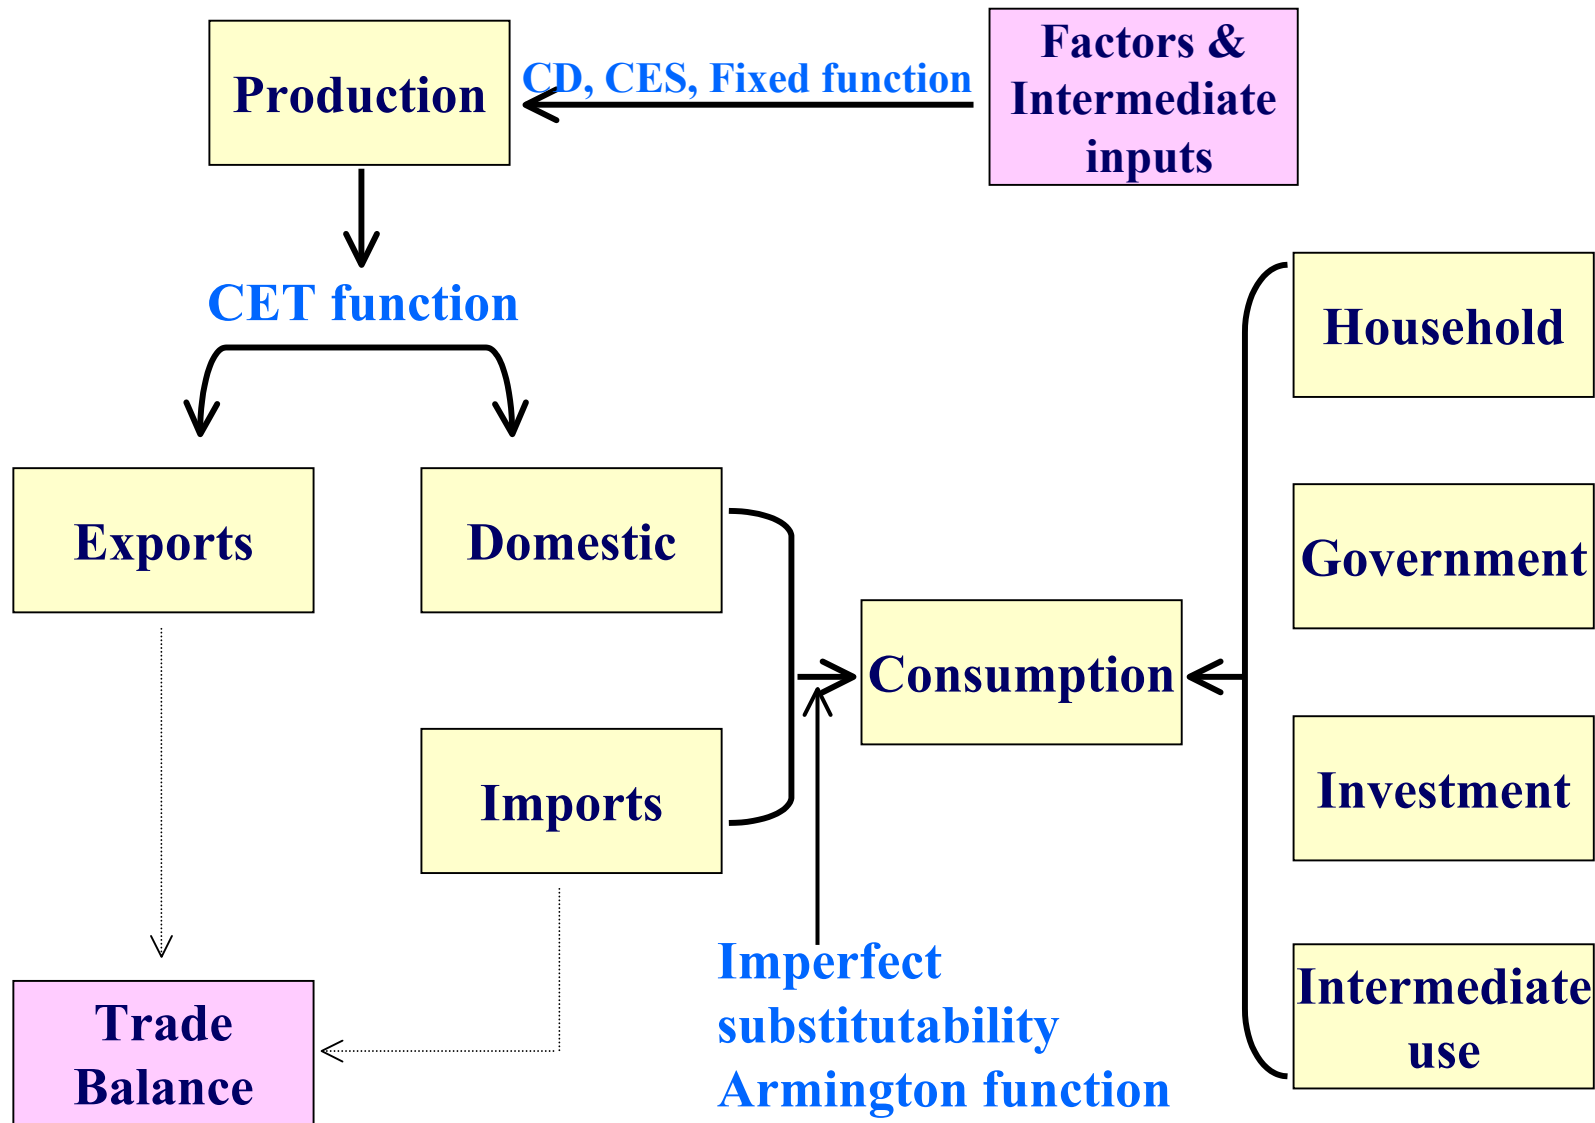 Production
CD, CES, Fixed function
Factors &
Intermediate
inputs
CET function
Household
Exports
Domestic
Government
Consumption
Imports
Investment
Imperfect
substitutability
Armington function
Intermediate
use
Trade
Balance